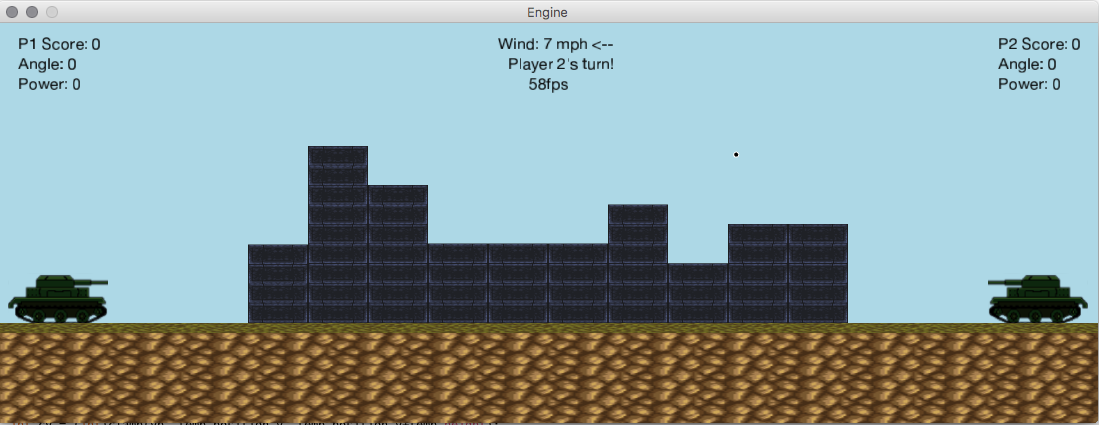 Engine
P1 Score: 0
Angle: 0
Power: 0
Wind: 7 mph <--
Player 2's turn!
58fps
P2 Score: 0
Angle: 0
Power: 0